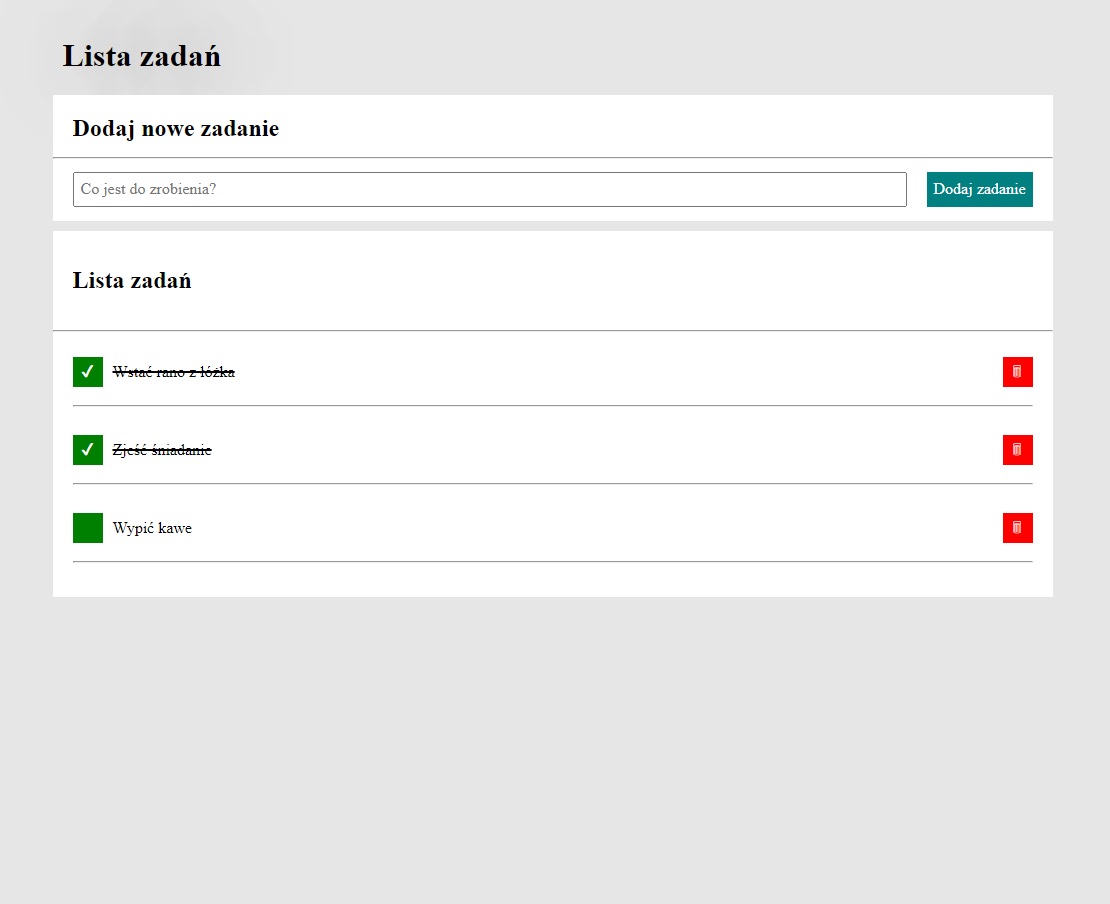 Lista zadań
Dodaj nowe zadanie
Co jest do zrobienia?
Dodaj zadanie
Lista zadań
Wstać rano z łóżka
Zjeść śniadanie
Wypić kawe